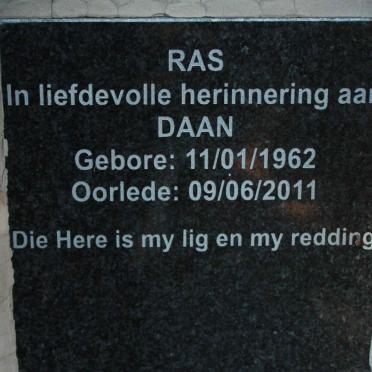 RAS
In liefdevolle herinnering aan
DAAN
Gebore: 11/01/1962
Oorlede: 09/06/2011
Die Here is my lig en my redding